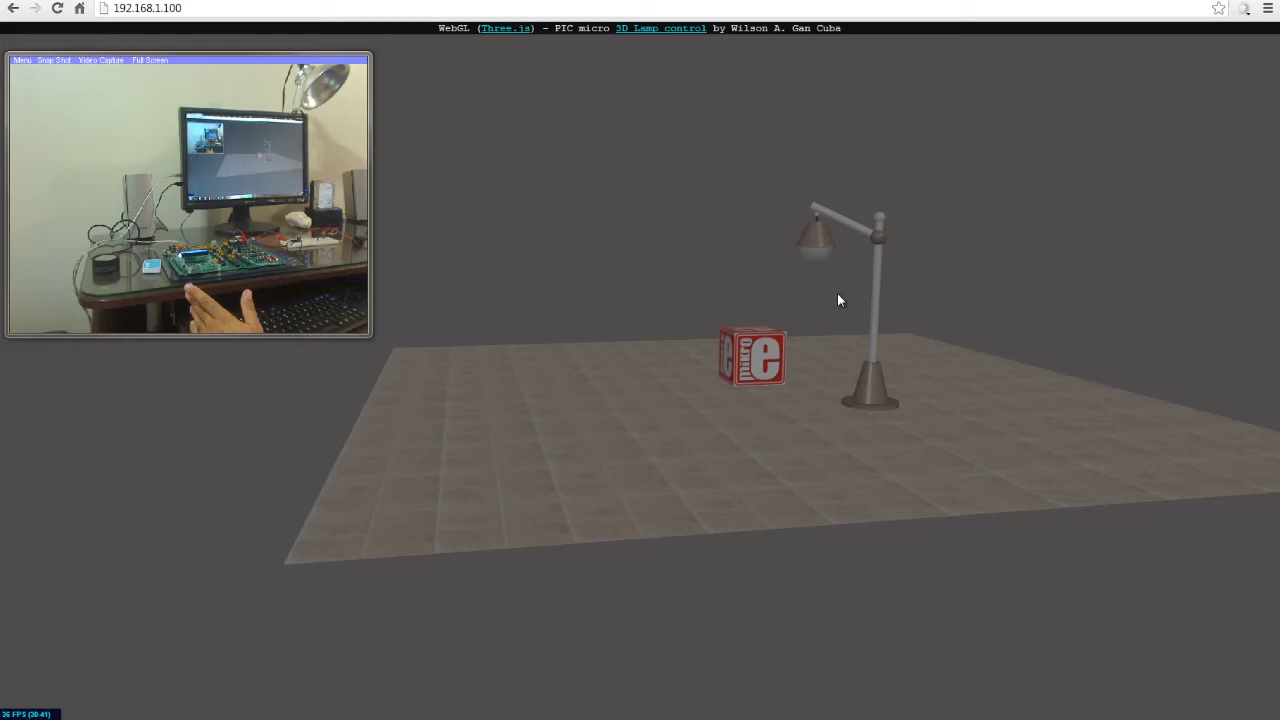 192.168.1.100
WebGL (Three.js) - PIC micro 3D Lamp control by Wilson A. Gan Cuba
Menu Snap Shot Video Capture Full Screen
e mikro e
36 FPS (30-41)